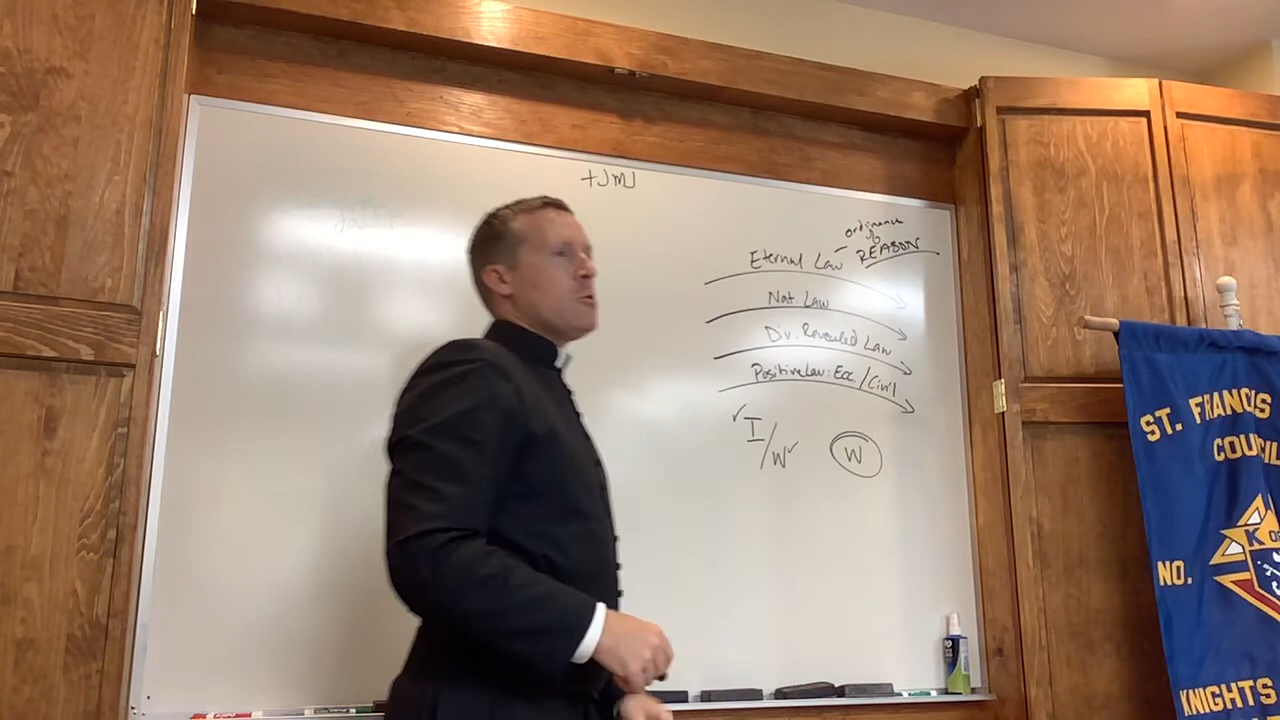 +JMJ
ordinance
of
Eternal Law – REASON
Nat. Law
Div. Revealed Law
Positive Law: Ecc. / Civil
I / W
W
ST. FRANCIS
COUNCIL
NO.
K OF
KNIGHTS